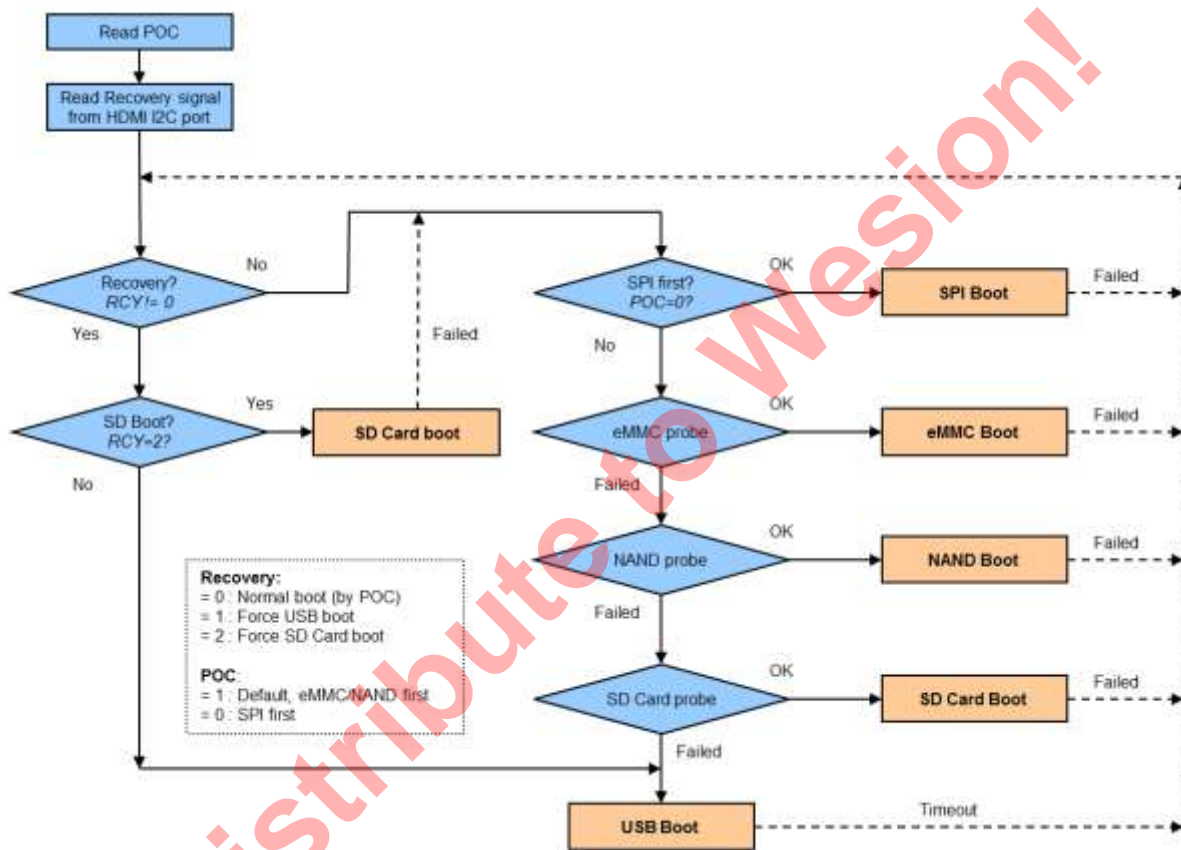 Read POC
Read Recovery signal
from HDMI I2C port
Recovery?
RCY!= 0
No
Yes
SD Boot?
RCY=2?
Yes
No
SD Card boot
Failed
SPI first?
POC=0?
OK
No
SPI Boot
Failed
eMMC probe
OK
Failed
eMMC Boot
Failed
NAND probe
OK
Failed
NAND Boot
Failed
SD Card probe
OK
Failed
SD Card Boot
Failed
USB Boot
Timeout
Recovery:
= 0 : Normal boot (by POC)
= 1 : Force USB boot
= 2 : Force SD Card boot
POC:
= 1 : Default, eMMC/NAND first
= 0 : SPI first
istribute to Wesion!